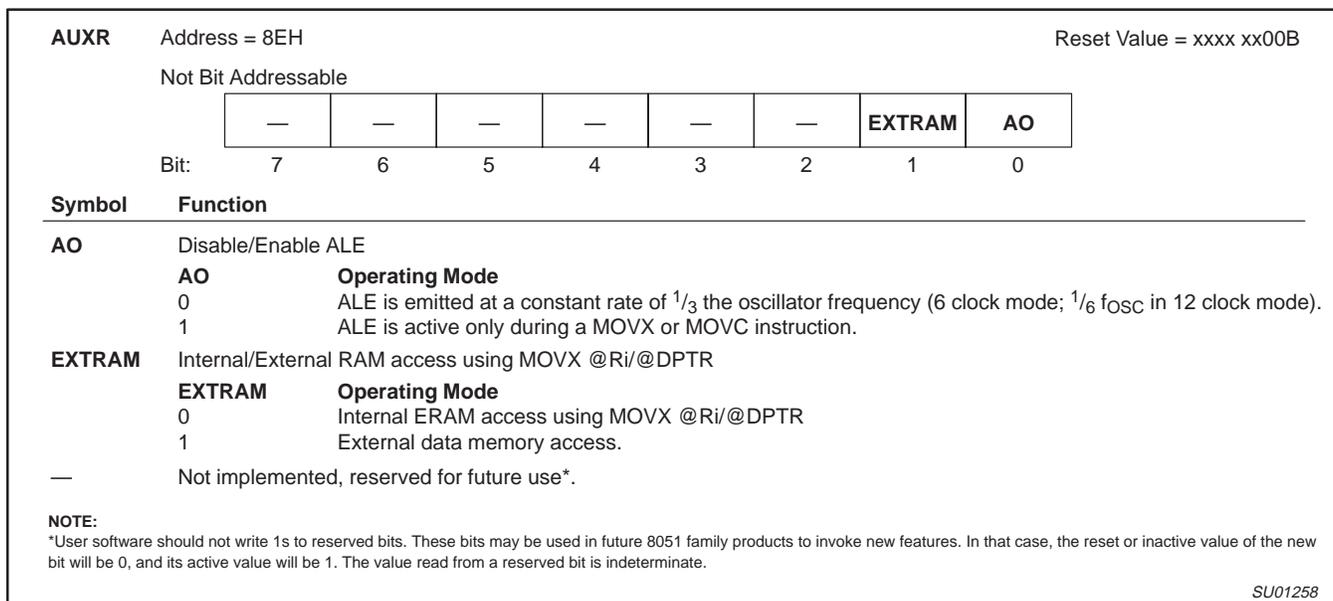 AUXR Address = 8EH Reset Value = xxxx xx00B
Not Bit Addressable
— — — — — — EXTRAM AO
Bit: 7 6 5 4 3 2 1 0
Symbol Function
AO Disable/Enable ALE
AO Operating Mode
0 ALE is emitted at a constant rate of 1/3 the oscillator frequency (6 clock mode; 1/6 fOSC in 12 clock mode).
1 ALE is active only during a MOVX or MOVC instruction.
EXTRAM Internal/External RAM access using MOVX @Ri/@DPTR
EXTRAM Operating Mode
0 Internal ERAM access using MOVX @Ri/@DPTR
1 External data memory access.
— Not implemented, reserved for future use*.
NOTE:
*User software should not write 1s to reserved bits. These bits may be used in future 8051 family products to invoke new features. In that case, the reset or inactive value of the new
bit will be 0, and its active value will be 1. The value read from a reserved bit is indeterminate.
SU01258